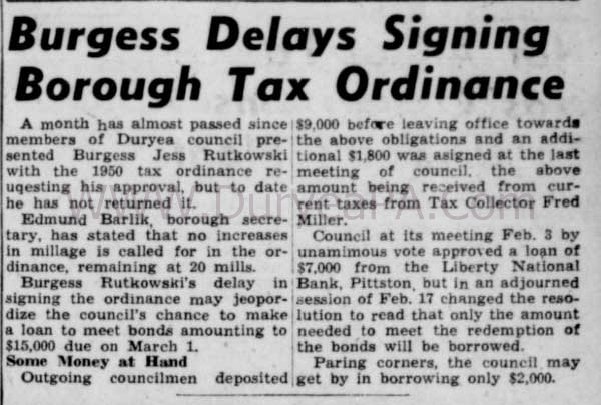 Burgess Delays Signing
Borough Tax Ordinance
A month has almost passed since
members of Duryea council pre-
sented Burgess Jess Rutkowski
with the 1950 tax ordinance re-
uqesting his approval, but to date
he has not returned it.
Edmund Barlik, borough secre-
tary, has stated that no increases
in millage is called for in the or-
dinance, remaining at 20 mills.
Burgess Rutkowski's delay in
signing the ordinance may jeopor-
dize the council's chance to make
a loan to meet bonds amounting to
$15,000 due on March 1.
Some Money at Hand
Outgoing councilmen deposited
$9,000 before leaving office towards
the above obligations and an addi-
tional $1,800 was asigned at the last
meeting of council, the above
amount being received from cur-
rent taxes from Tax Collector Fred
Miller.
Council at its meeting Feb. 3 by
unamimous vote approved a loan of
$7,000 from the Liberty National
Bank, Pittston, but in an adjourned
session of Feb. 17 changed the reso-
lution to read that only the amount
needed to meet the redemption of
the bonds will be borrowed.
Paring corners, the council may
get by in borrowing only $2,000.
www.DuryeaPA.com